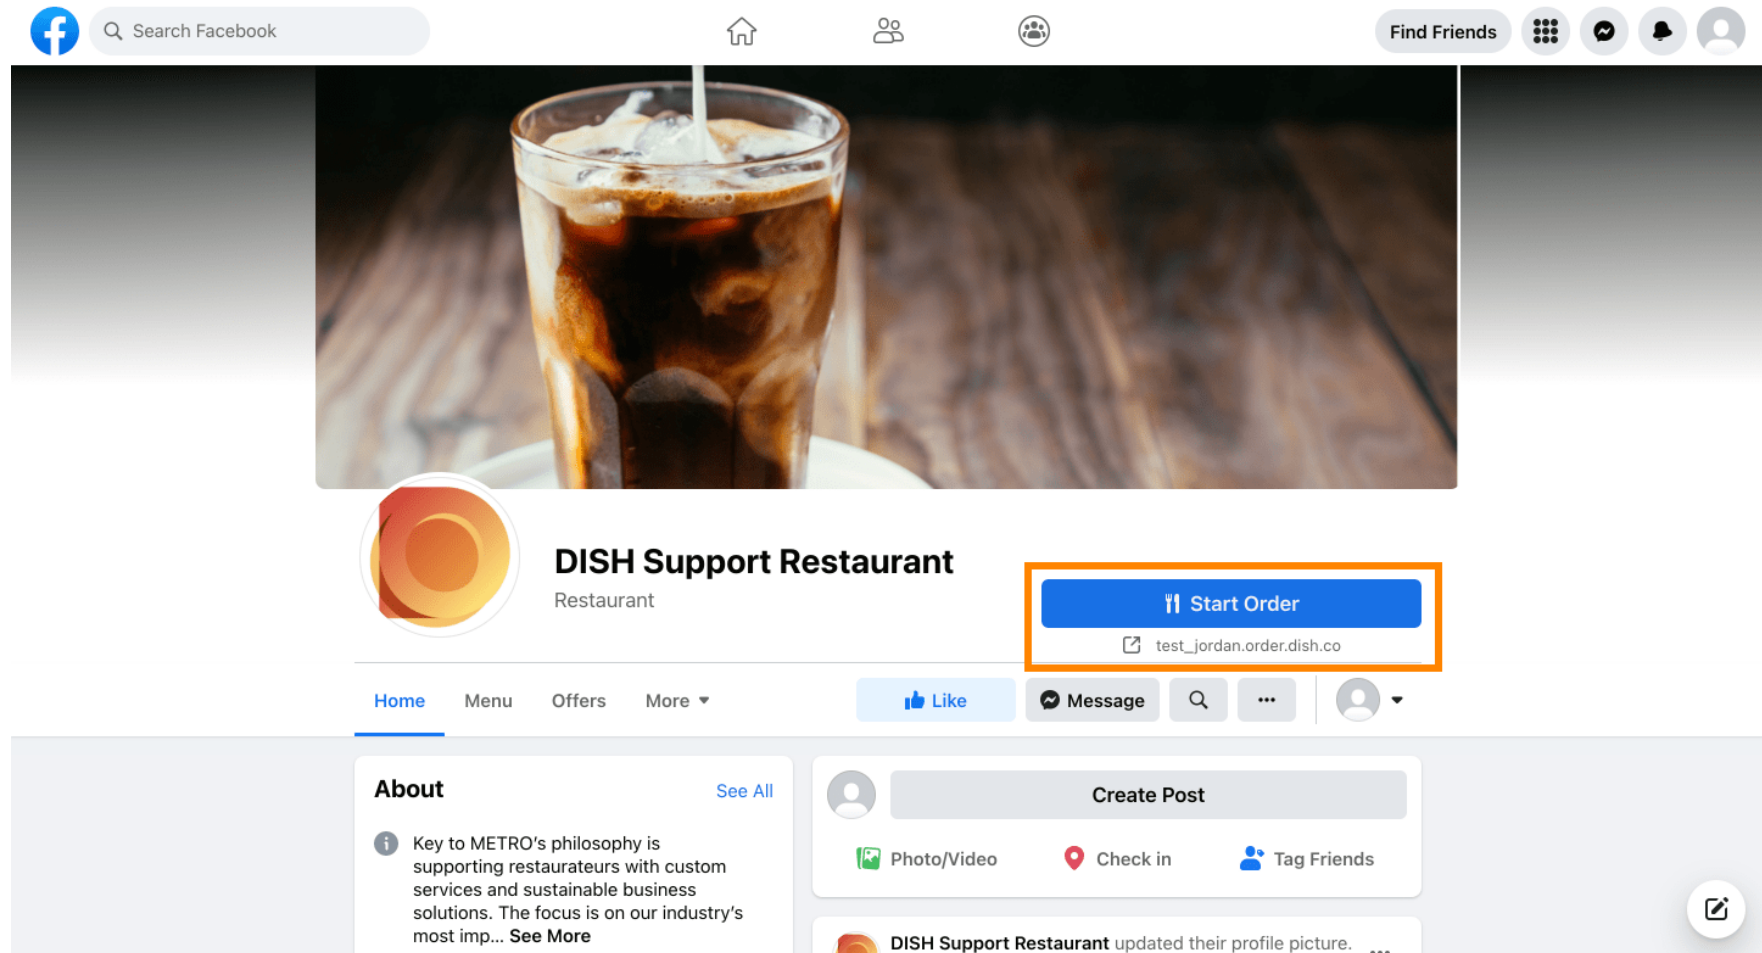 Search Facebook
Find Friends
DISH Support Restaurant
Restaurant
Start Order
test_jordan.order.dish.co
Home Menu Offers More
Like Message
About See All
Key to METRO's philosophy is
supporting restaurateurs with custom
services and sustainable business
solutions. The focus is on our industry's
most imp... See More
Create Post
Photo/Video Check in Tag Friends
DISH Support Restaurant updated their profile picture.